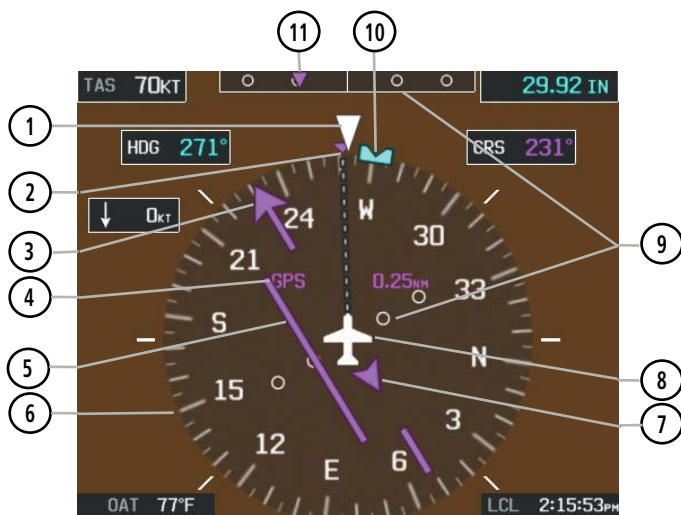 11
10
TAS 70KT
29.92 IN
1
HDG 271°
CRS 231°
2
0KT
3
24
W
30
21
33
9
4
GPS
0.25NM
S
N
5
8
15
3
6
7
12
E
6
OAT 77°F
LCL 2:15:53PM